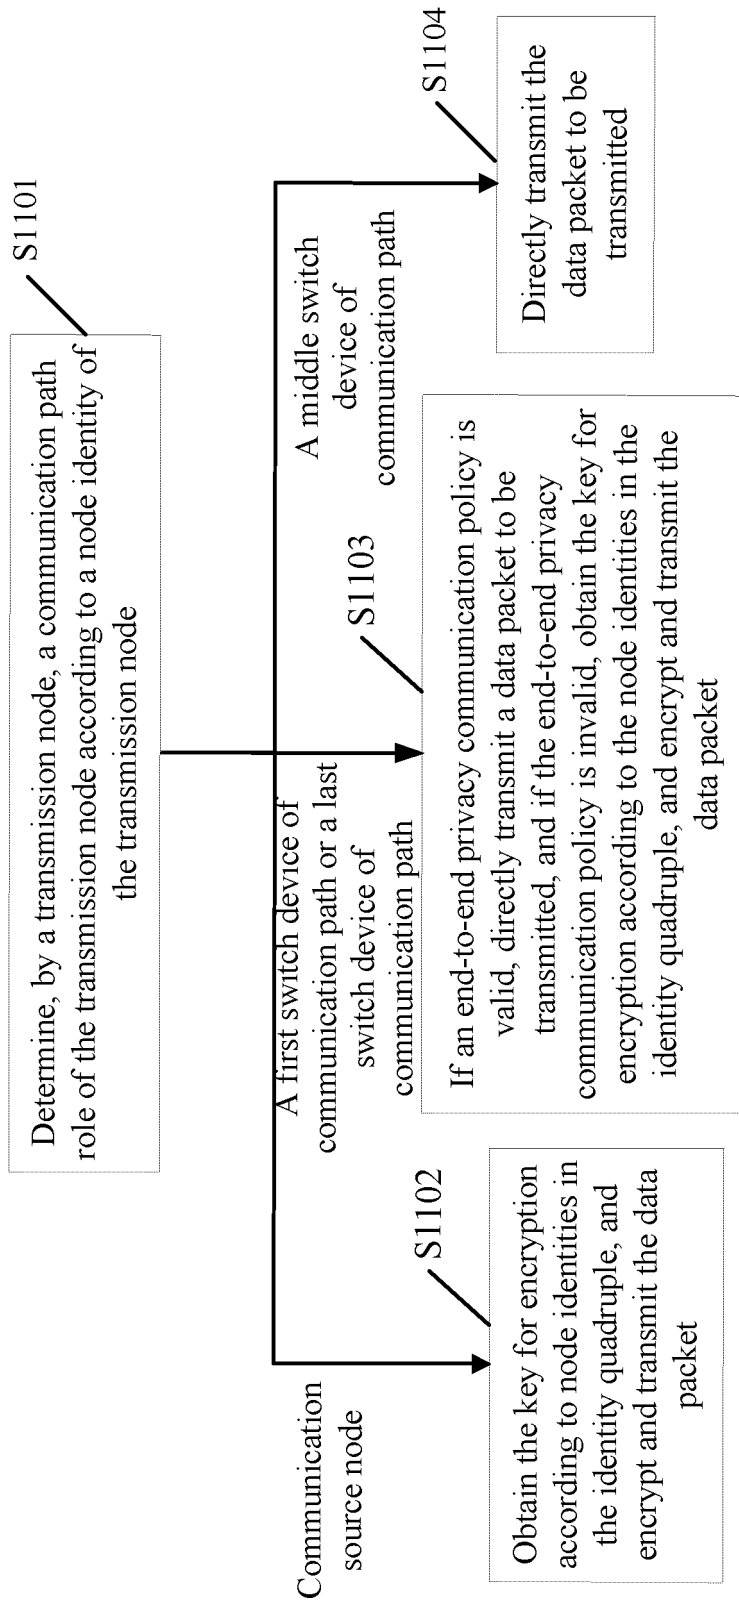 S1101
Determine, by a transmission node, a communication path
role of the transmission node according to a node identity of
the transmission node
Communication
source node
A first switch device of
communication path or a last
switch device of
communication path
A middle switch
device of
communication path
S1102
Obtain the key for encryption
according to node identities in
the identity quadruple, and
encrypt and transmit the data
packet
S1103
If an end-to-end privacy communication policy is
valid, directly transmit a data packet to be
transmitted, and if the end-to-end privacy
communication policy is invalid, obtain the key for
encryption according to the node identities in the
identity quadruple, and encrypt and transmit the
data packet
S1104
Directly transmit the
data packet to be
transmitted